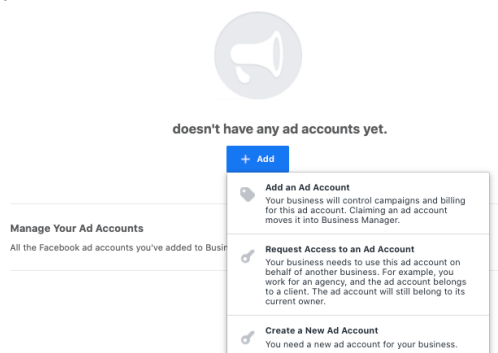 doesn't have any ad accounts yet.
+ Add
Add an Ad Account
Your business will control campaigns and billing
for this ad account. Claiming an ad account
moves it into Business Manager.
Manage Your Ad Accounts
All the Facebook ad accounts you've added to Busin
Request Access to an Ad Account
Your business needs to use this ad account on
behalf of another business. For example, you
work for an agency, and the ad account belongs
to a client. The ad account will still belong to its
current owner.
Create a New Ad Account
You need a new ad account for your business.